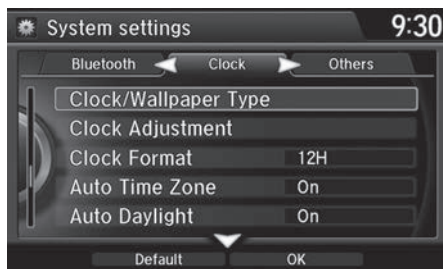 System settings 9:30
Bluetooth Clock Others
Clock/Wallpaper Type
Clock Adjustment
Clock Format 12H
Auto Time Zone On
Auto Daylight On
Default OK